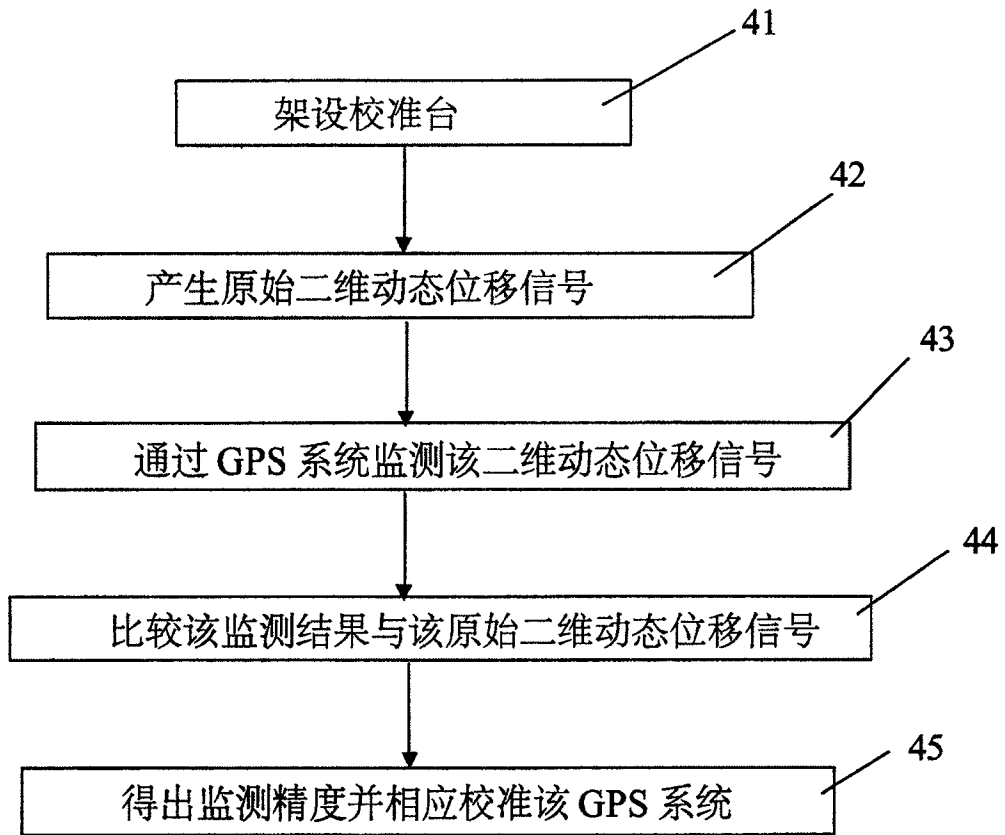 41
架设校准台
42
产生原始二维动态位移信号
43
通过 GPS 系统监测该二维动态位移信号
44
比较该监测结果与该原始二维动态位移信号
45
得出监测精度并相应校准该 GPS 系统